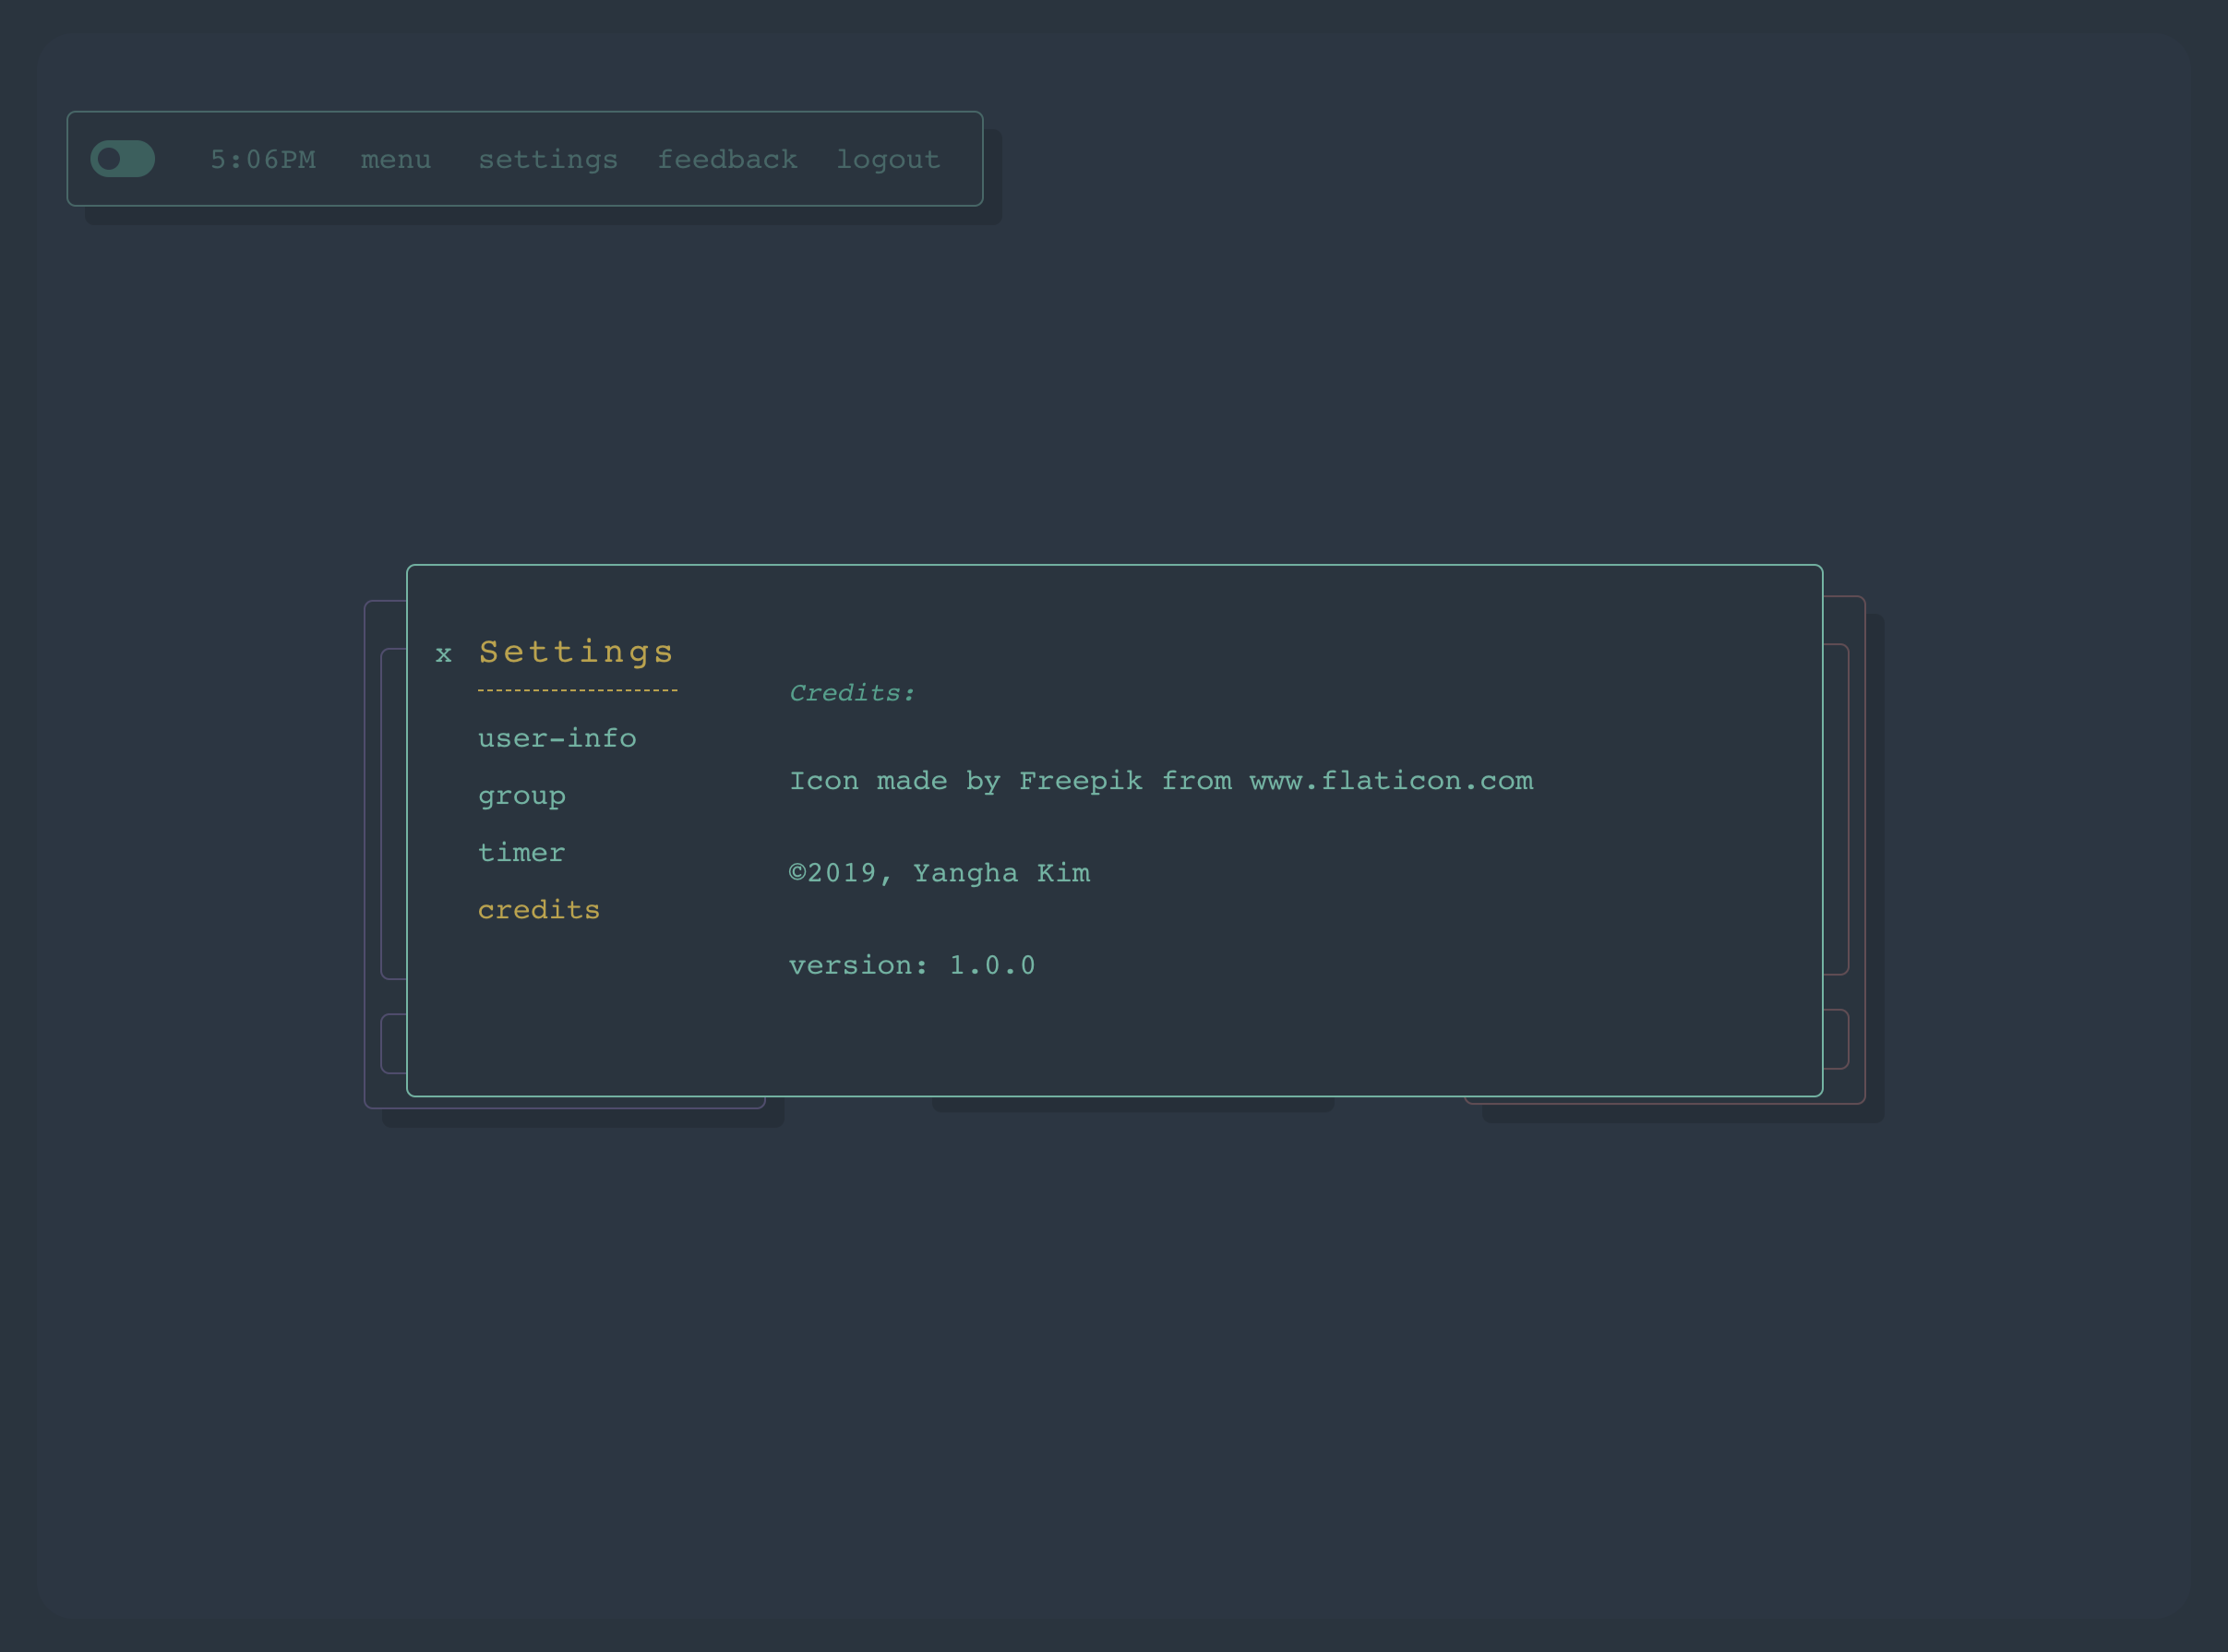 5:06PM menu settings feedback logout
x Settings
user-info
group
timer
credits
Credits:
Icon made by Freepik from www.flaticon.com
©2019, Yangha Kim
version: 1.0.0